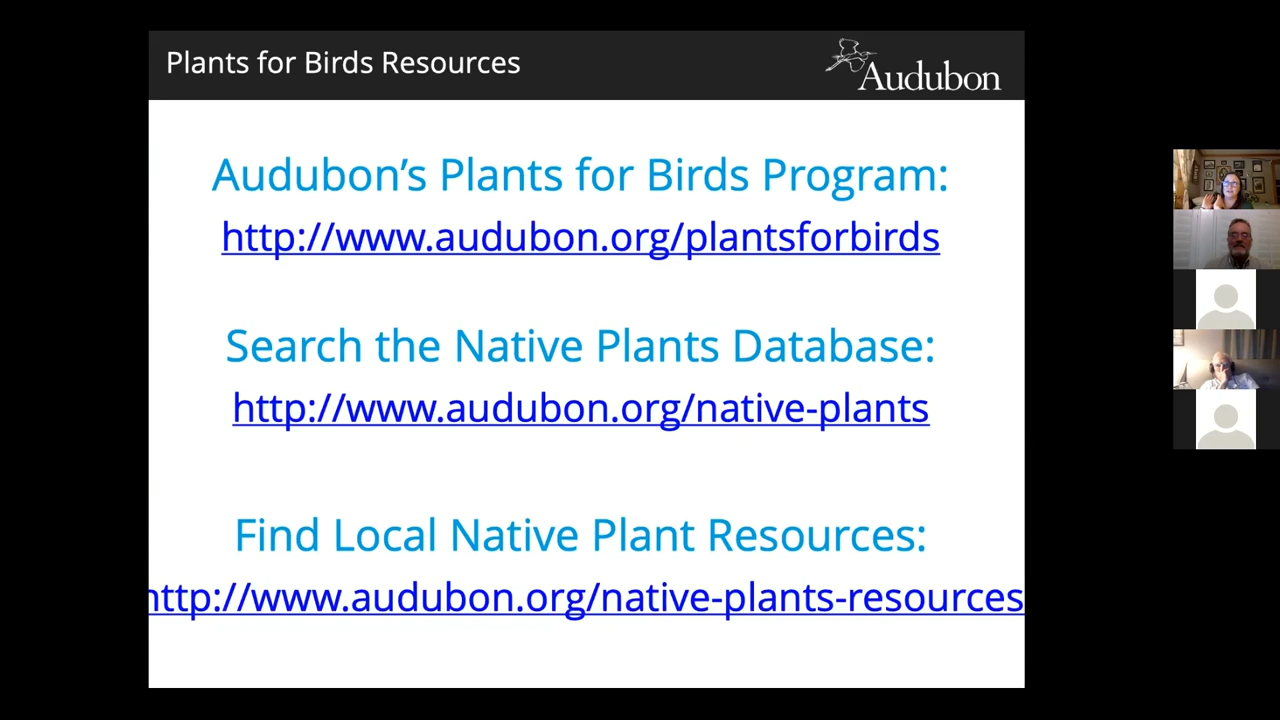 Plants for Birds Resources
Audubon
Audubon's Plants for Birds Program:
http://www.audubon.org/plantsforbirds
Search the Native Plants Database:
http://www.audubon.org/native-plants
Find Local Native Plant Resources:
http://www.audubon.org/native-plants-resources